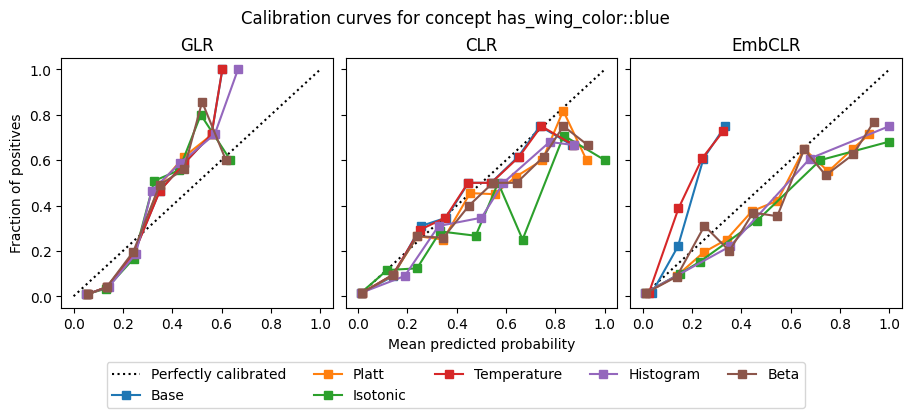 Calibration curves for concept has_wing_color::blue
GLR
CLR
EmbCLR
Fraction of positives
1.0
0.8
0.6
0.4
0.2
0.0
0.0 0.2 0.4 0.6 0.8 1.0
0.0 0.2 0.4 0.6 0.8 1.0
0.0 0.2 0.4 0.6 0.8 1.0
Mean predicted probability
Perfectly calibrated Platt Temperature Histogram Beta
Base Isotonic